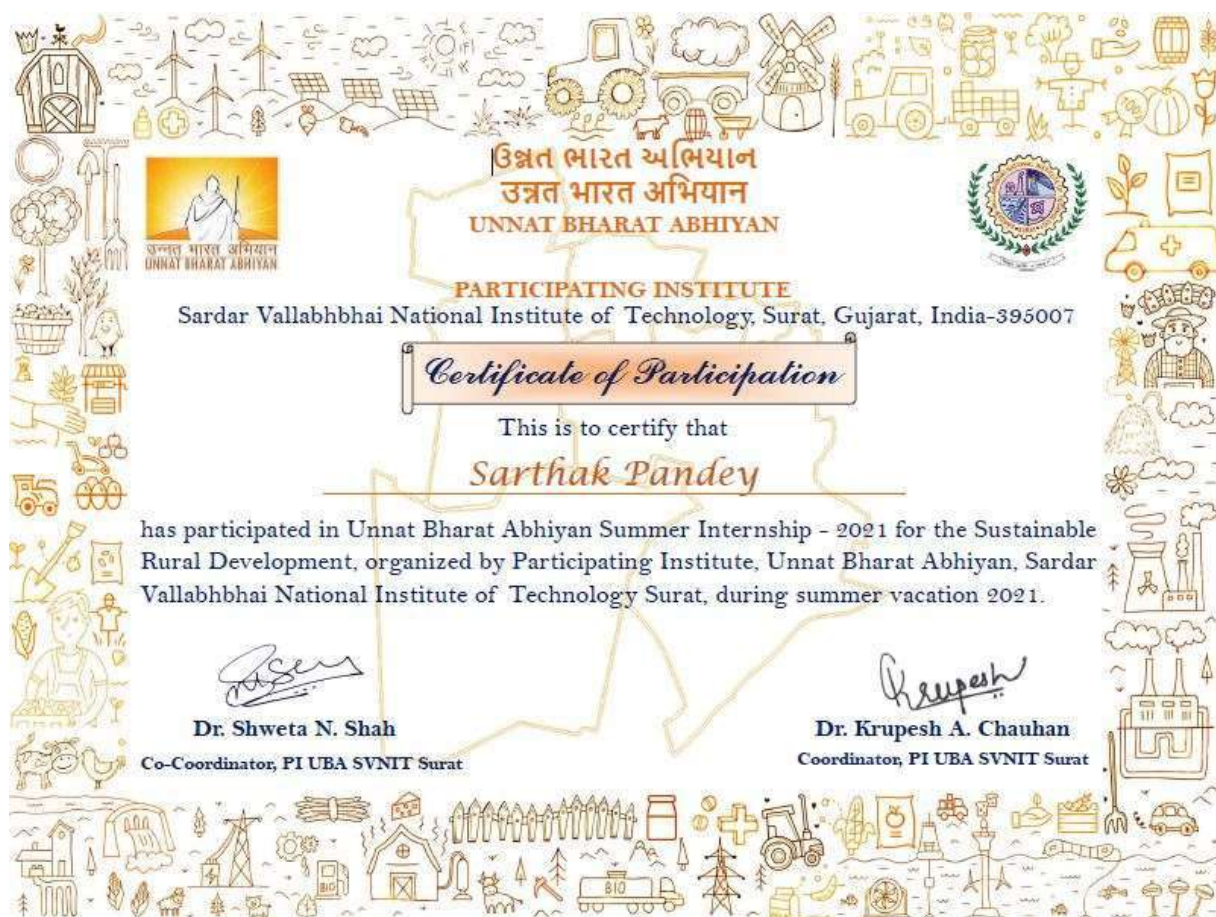 ઉન્નત ભારત અભિયાન
उन्नत भारत अभियान
UNNAT BHARAT ABHIYAN
उन्नत भारत अभियान
UNNAT BHARAT ABHIYAN
PARTICIPATING INSTITUTE
Sardar Vallabhbhai National Institute of Technology, Surat, Gujarat, India-395007
Certificate of Participation
This is to certify that
Sarthak Pandey
has participated in Unnat Bharat Abhiyan Summer Internship - 2021 for the Sustainable
Rural Development, organized by Participating Institute, Unnat Bharat Abhiyan, Sardar
Vallabhbhai National Institute of Technology Surat, during summer vacation 2021.
Krupesh
Dr. Shweta N. Shah
Co-Coordinator, PI UBA SVNIT Surat
Dr. Krupesh A. Chauhan
Coordinator, PI UBA SVNIT Surat
100
BIO
BIO